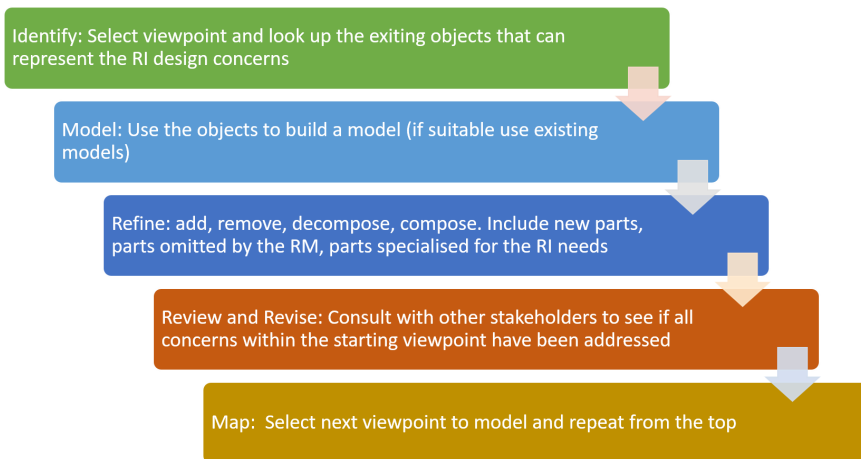 Identify: Select viewpoint and look up the exiting objects that can
represent the RI design concerns
Model: Use the objects to build a model (if suitable use existing
models)
Refine: add, remove, decompose, compose. Include new parts,
parts omitted by the RM, parts specialised for the RI needs
Review and Revise: Consult with other stakeholders to see if all
concerns within the starting viewpoint have been addressed
Map:  Select next viewpoint to model and repeat from the top